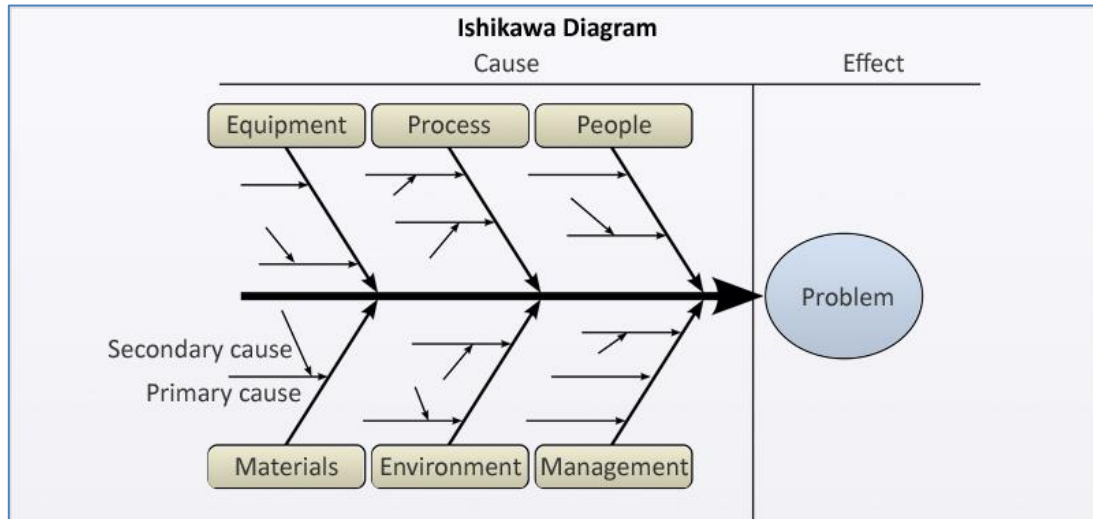 Ishikawa Diagram
Cause
Effect
Equipment
Process
People
Problem
Secondary cause
Primary cause
Materials
Environment
Management